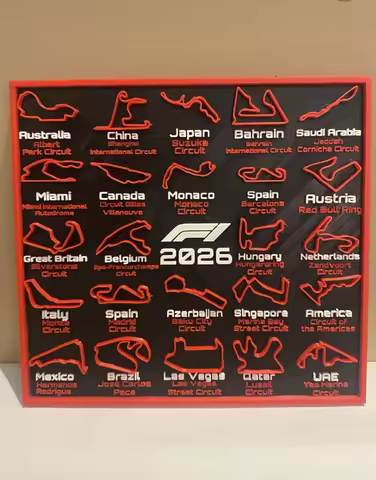 Australia
Albert
Park Circuit
China
Shanghai
International Circuit
Japan
Suzuka
Circuit
Bahrain
Bahrain
International Circuit
Saudi Arabia
Jeddah
Corniche Circuit
Miami
Miami International
Autodrome
Canada
Circuit Gilles
Villeneuve
Monaco
Monaco
Circuit
Spain
Barcelona
Circuit
Austria
Red Bull Ring
Great Britain
Silverstone
Circuit
Belgium
Spa-Francorchamps
Circuit
F1
2026
Hungary
Hungaroring
Circuit
Netherlands
Zandvoort
Circuit
Italy
Monza
Circuit
Spain
Madrid
Circuit
Azerbaijan
Baku City
Circuit
Singapore
Marina Bay
Street Circuit
America
Circuit of
the Americas
Mexico
Hermanos
Rodrigue
Brazil
José Carlos
Pace
Las Vegas
Las Vegas
Street Circuit
Qatar
Lusail
Circuit
UAE
Yas Marina
Circuit